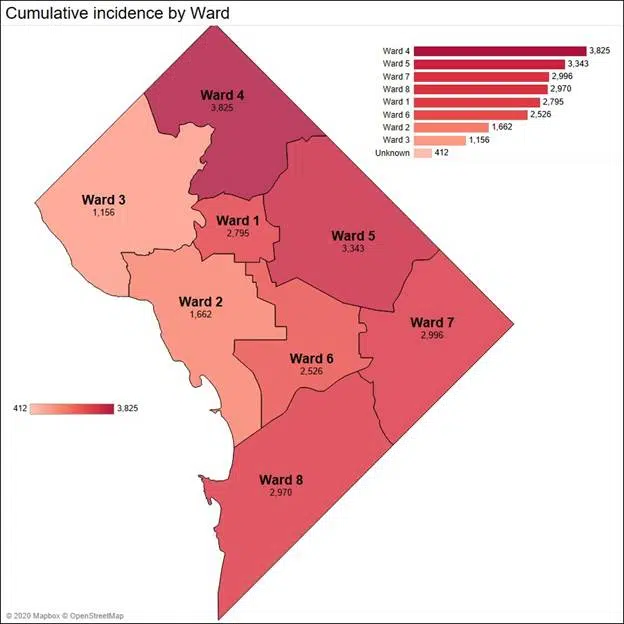 Cumulative incidence by Ward
Ward 4 3,825
Ward 5 3,343
Ward 7 2,996
Ward 8 2,970
Ward 1 2,795
Ward 6 2,526
Ward 2 1,662
Ward 3 1,156
Unknown 412
Ward 4
3,825
Ward 3
1,156
Ward 1
2,795
Ward 5
3,343
Ward 2
1,662
Ward 7
2,996
Ward 6
2,526
412 3,825
Ward 8
2,970
© 2020 Mapbox © OpenStreetMap